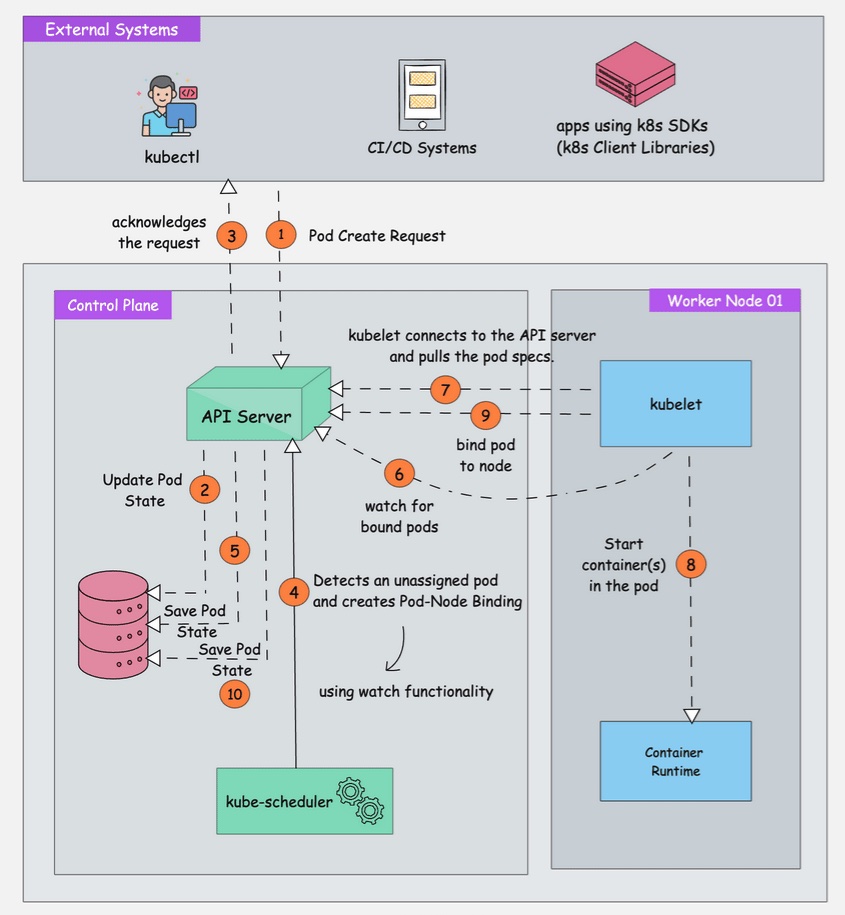 External Systems
kubectl
CI/CD Systems
apps using k8s SDKs
(k8s Client Libraries)
acknowledges
the request
3
1
Pod Create Request
Control Plane
Worker Node 01
kubelet connects to the API server
and pulls the pod specs.
API Server
7
9
bind pod
to node
kubelet
Update Pod
State
2
6
watch for
bound pods
5
Start
container(s)
in the pod
8
4
Detects an unassigned pod
and creates Pod-Node Binding
Save Pod
State
Save Pod
State
10
using watch functionality
Container
Runtime
kube-scheduler